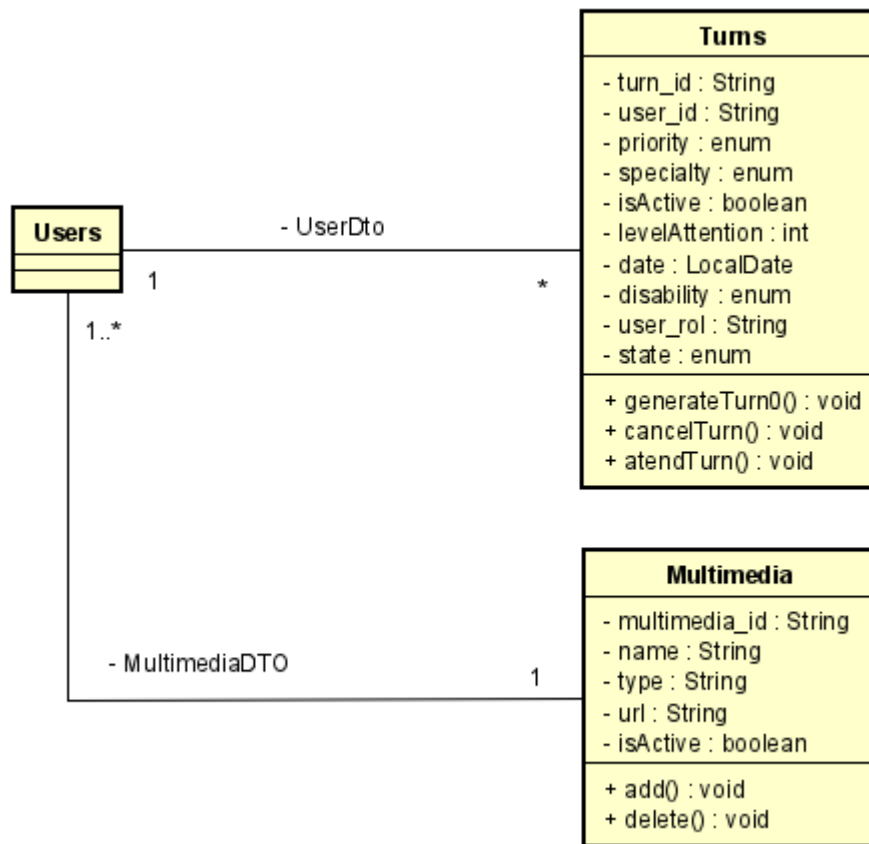 Turns
- turn_id : String
- user_id : String
- priority : enum
- specialty : enum
- isActive : boolean
- levelAttention : int
- date : LocalDate
- disability : enum
- user_rol : String
- state : enum
+ generateTurn0() : void
+ cancelTurn() : void
+ atendTurn() : void
Users
- UserDto
1
*
1..*
- MultimediaDTO
1
Multimedia
- multimedia_id : String
- name : String
- type : String
- url : String
- isActive : boolean
+ add() : void
+ delete() : void